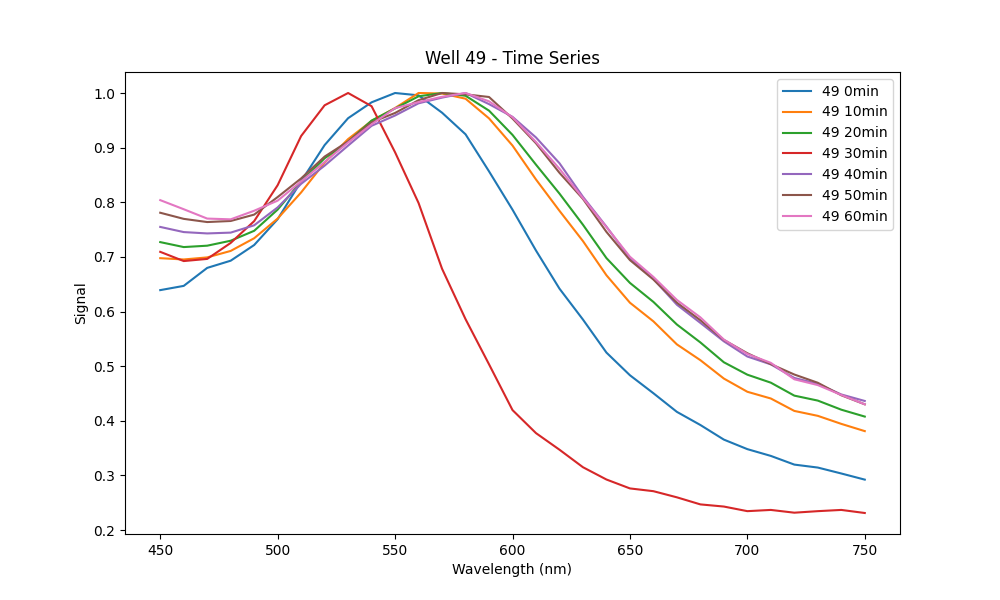 Well 49 - Time Series
Signal
1.0
0.9
0.8
0.7
0.6
0.5
0.4
0.3
0.2
49 0min
49 10min
49 20min
49 30min
49 40min
49 50min
49 60min
450 500 550 600 650 700 750
Wavelength (nm)